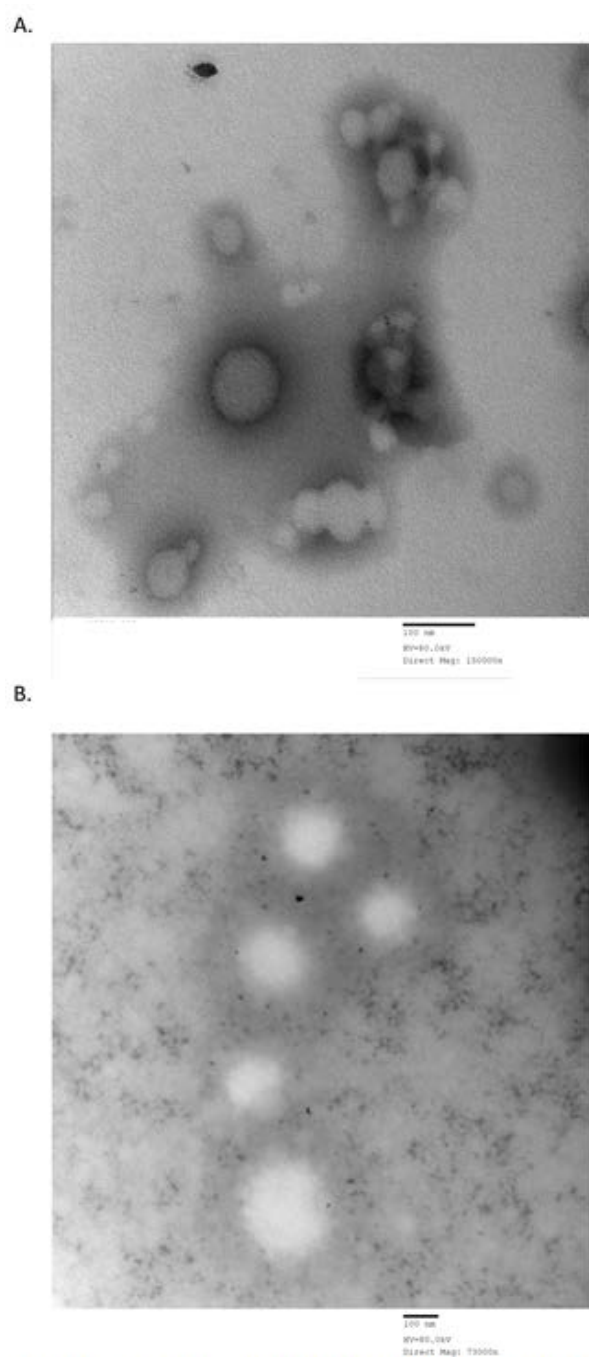 A.
100 nm
HV=80.0kV
Direct Mag: 150000x
B.
100 nm
HV=80.0kV
Direct Mag: 73000x